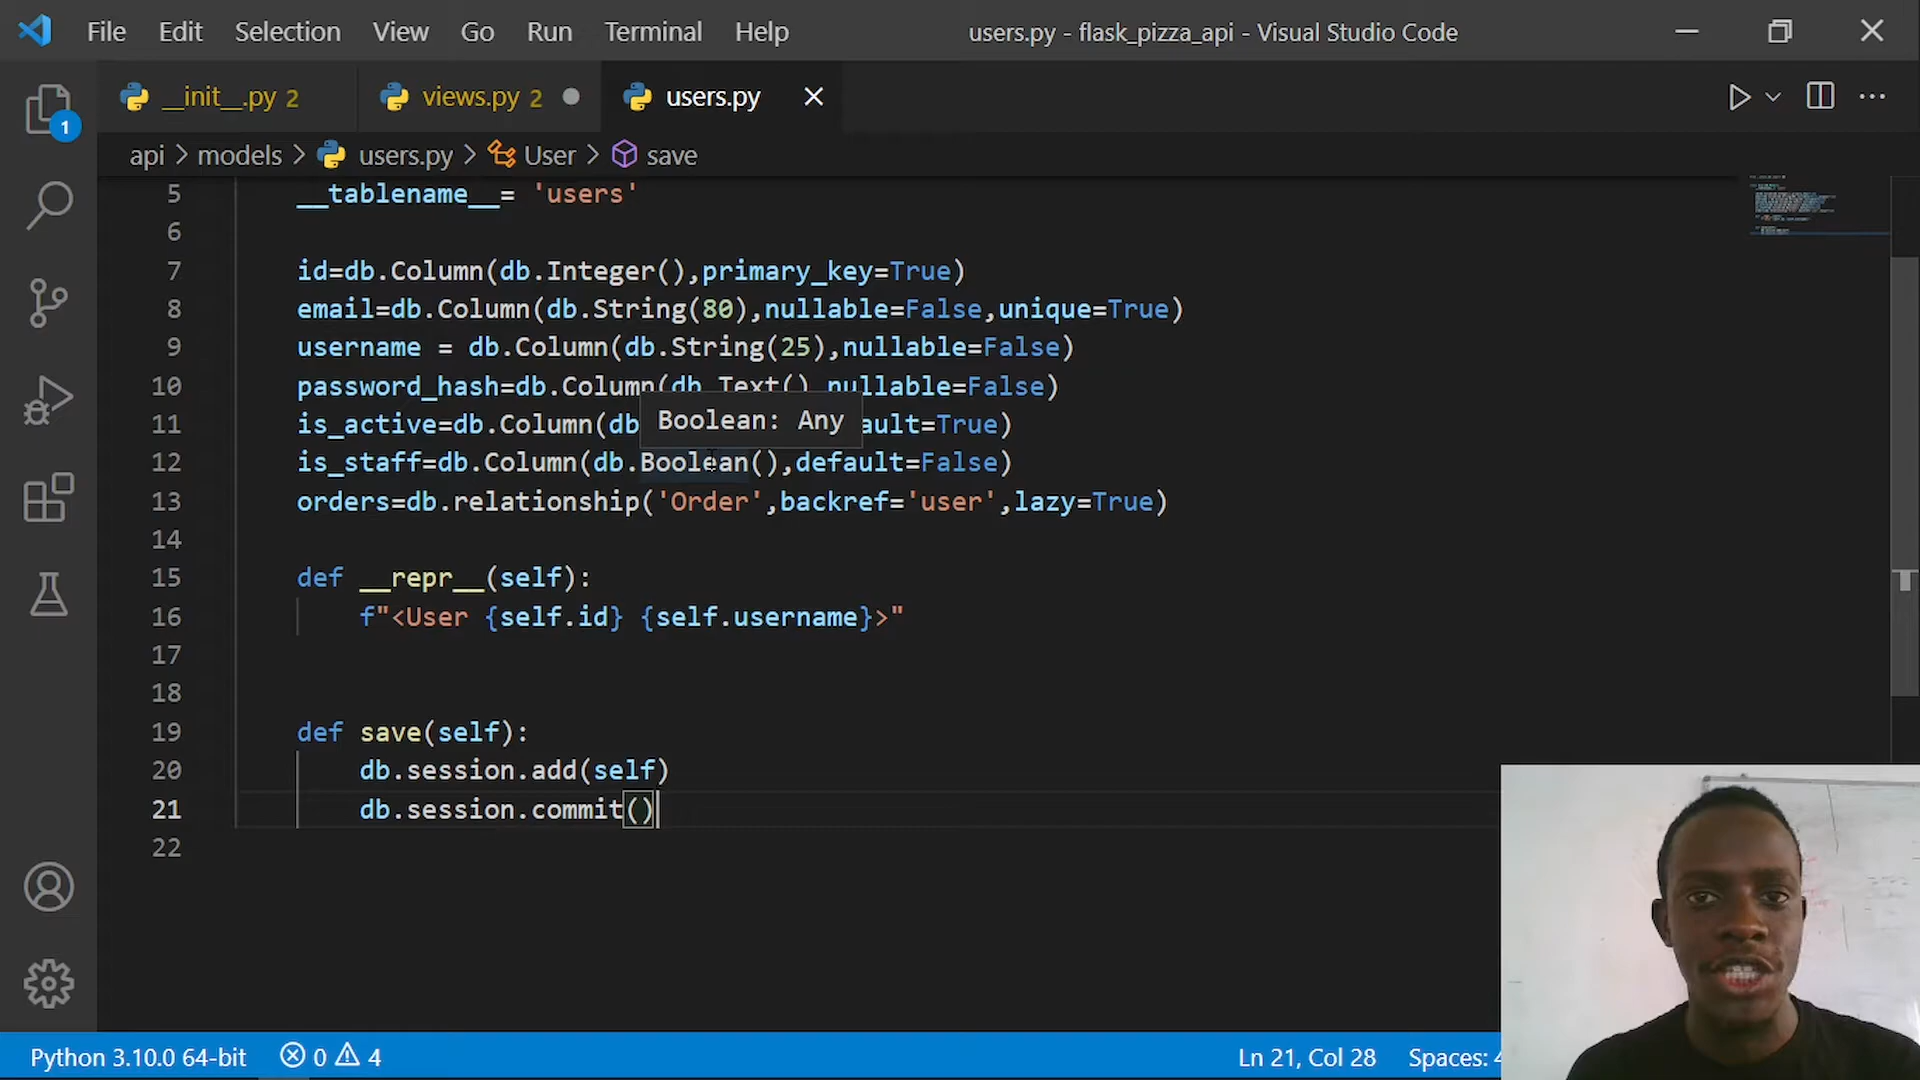 File Edit Selection View Go Run Terminal Help users.py - flask_pizza_api - Visual Studio Code
__init__.py 2 views.py 2 users.py
1
api > models > users.py > User > save
5 __tablename__= 'users'
6
7 id=db.Column(db.Integer(),primary_key=True)
8 email=db.Column(db.String(80),nullable=False,unique=True)
9 username = db.Column(db.String(25),nullable=False)
10 password_hash=db.Column(db.Text(),nullable=False)
Boolean: Any
11 is_active=db.Column(db ault=True)
12 is_staff=db.Column(db.Boolean(),default=False)
13 orders=db.relationship('Order',backref='user',lazy=True)
14
15 def __repr__(self):
16 f"<User {self.id} {self.username}>"
17
18
19 def save(self):
20 db.session.add(self)
21 db.session.commit()
22
Python 3.10.0 64-bit 0 4 Ln 21, Col 28 Spaces: 4